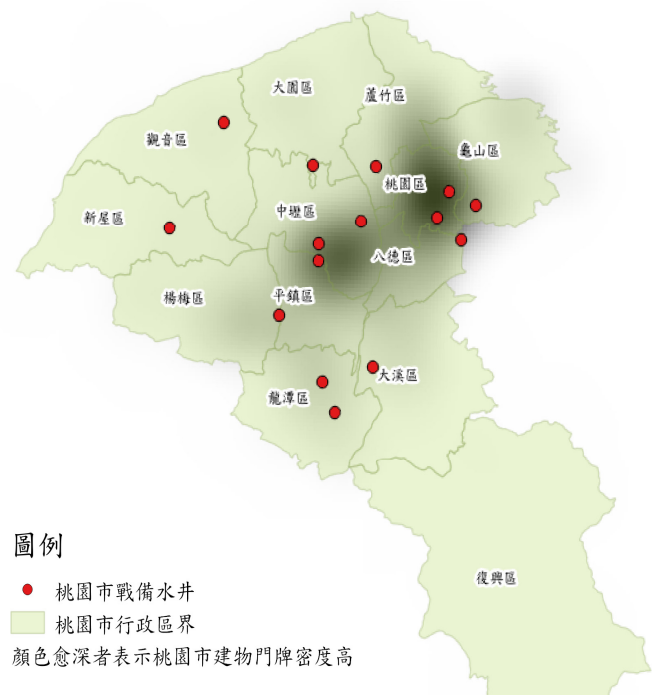 大園區
蘆竹區
觀音區
龜山區
桃園區
新屋區
中壢區
八德區
楊梅區
平鎮區
大溪區
龍潭區
復興區
圖例
桃園市戰備水井
桃園市行政區界
顏色愈深者表示桃園市建物門牌密度高